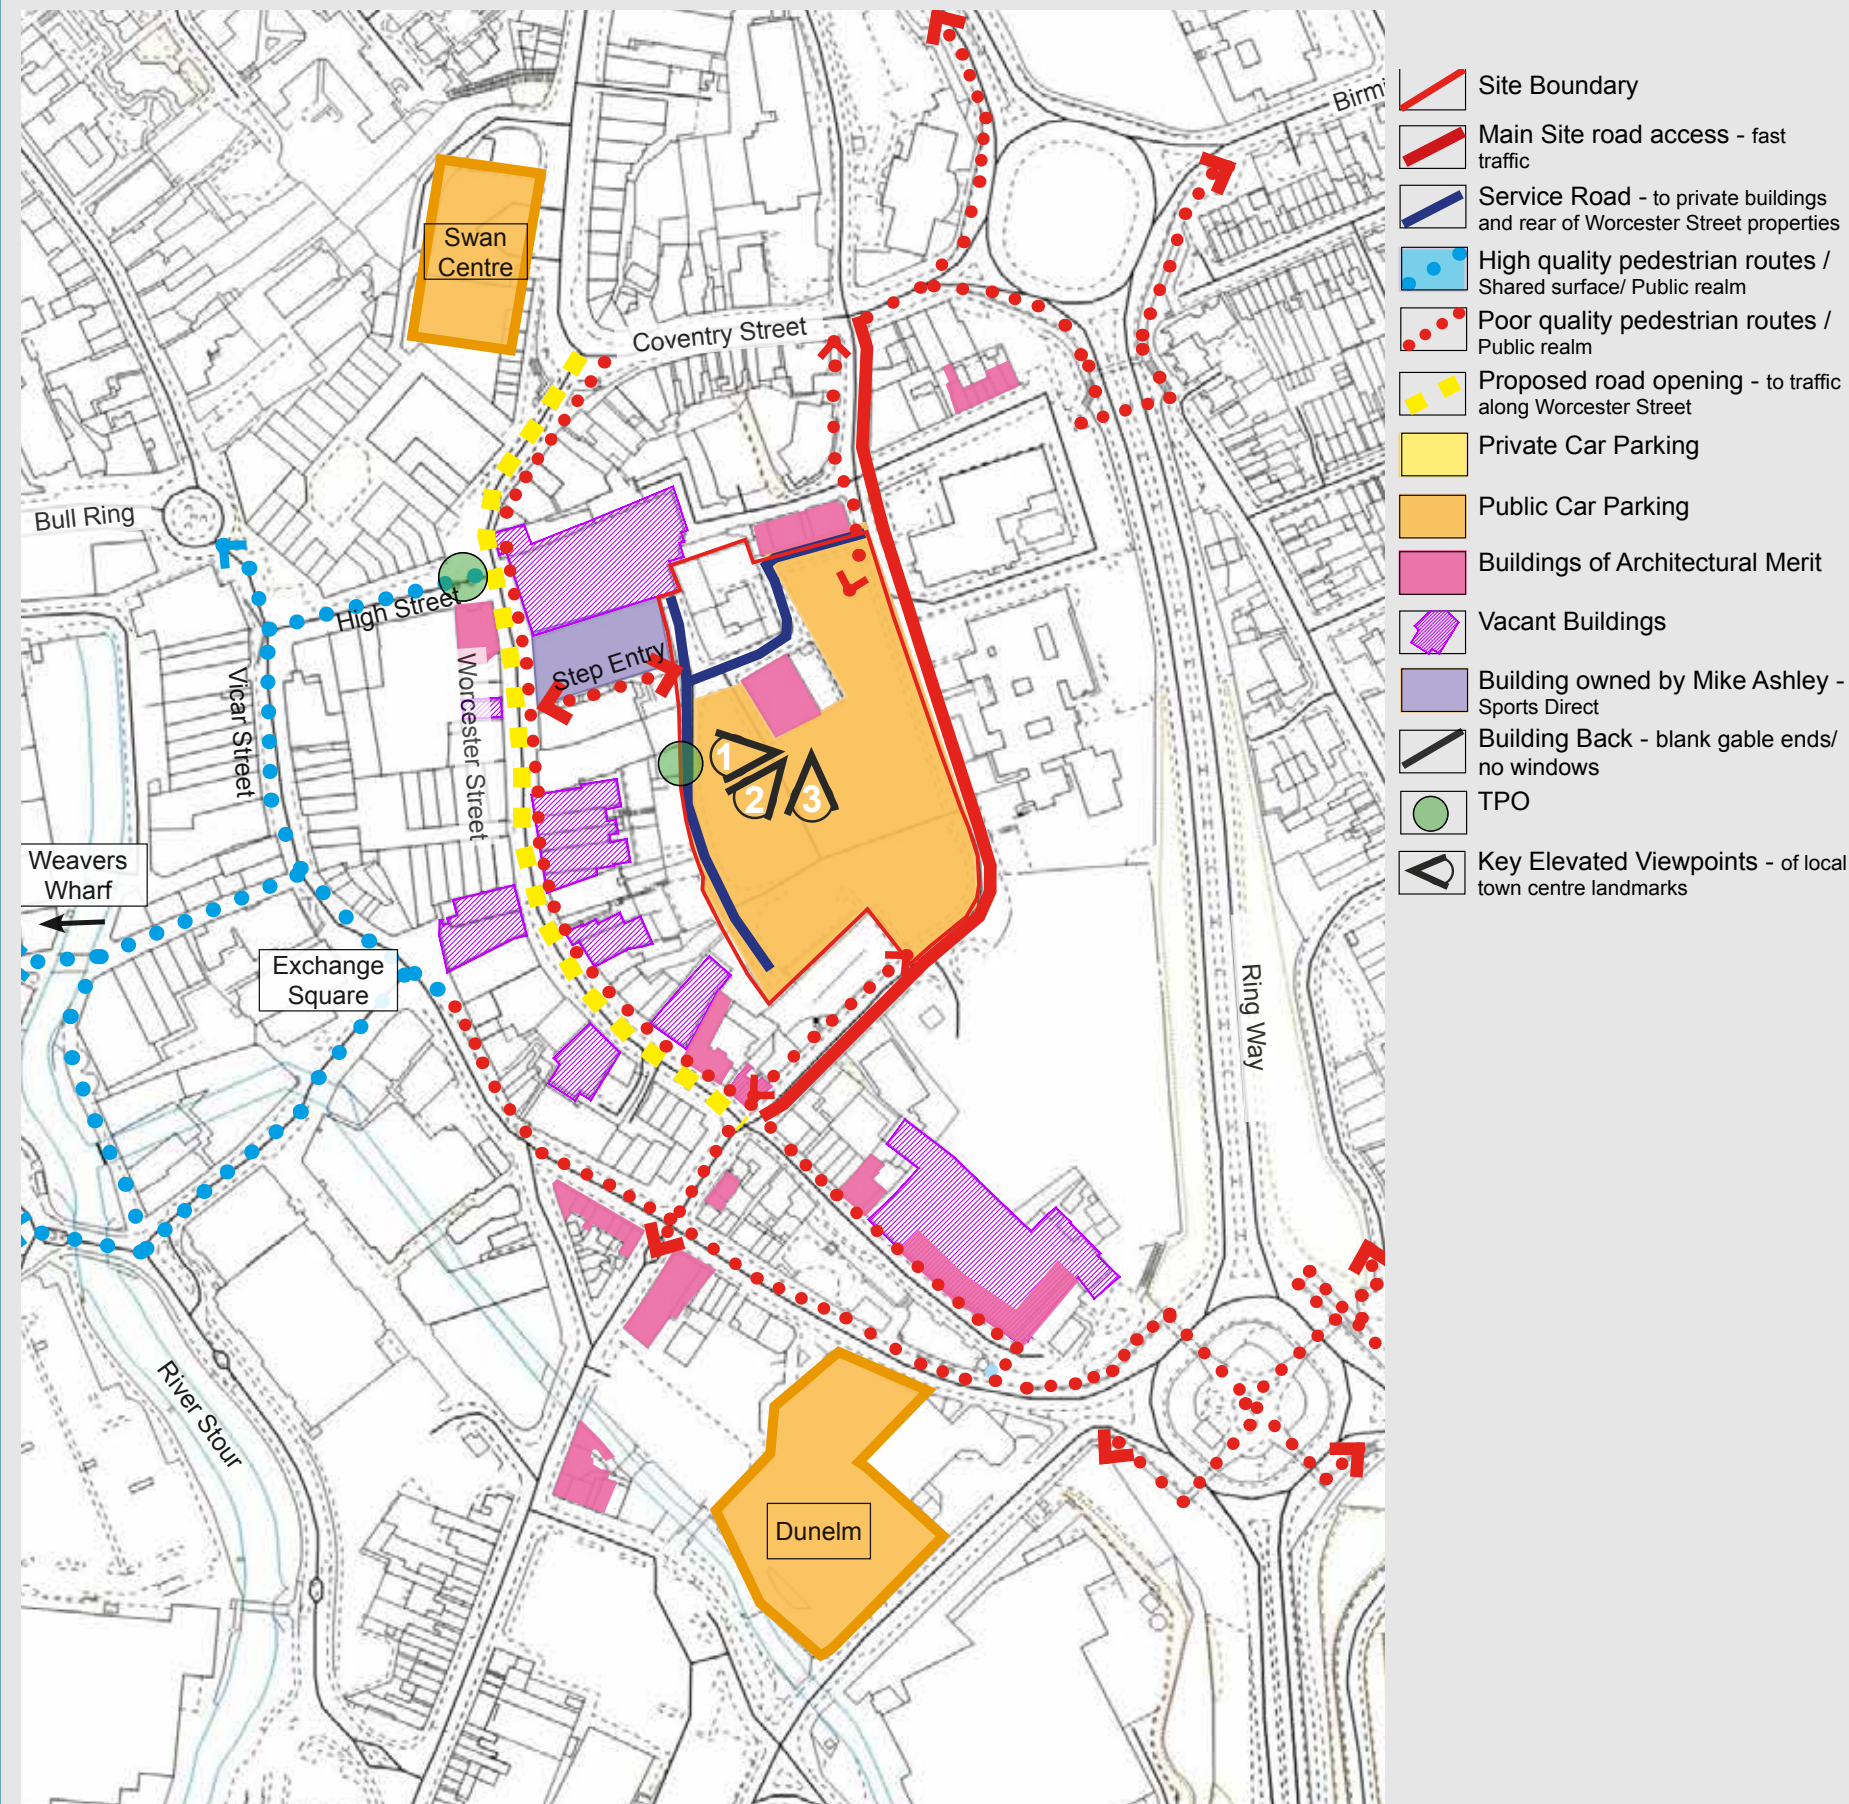 Birmi
Swan
Centre
Coventry Street
Bull Ring
High Street
Step Entry
Worcester Street
Vicar Street
1
2
3
Weavers
Wharf
Exchange
Square
Ring Way
River Stour
Dunelm
Site Boundary
Main Site road access - fast
traffic
Service Road - to private buildings
and rear of Worcester Street properties
High quality pedestrian routes /
Shared surface/ Public realm
Poor quality pedestrian routes /
Public realm
Proposed road opening - to traffic
along Worcester Street
Private Car Parking
Public Car Parking
Buildings of Architectural Merit
Vacant Buildings
Building owned by Mike Ashley -
Sports Direct
Building Back - blank gable ends/
no windows
TPO
Key Elevated Viewpoints - of local
town centre landmarks